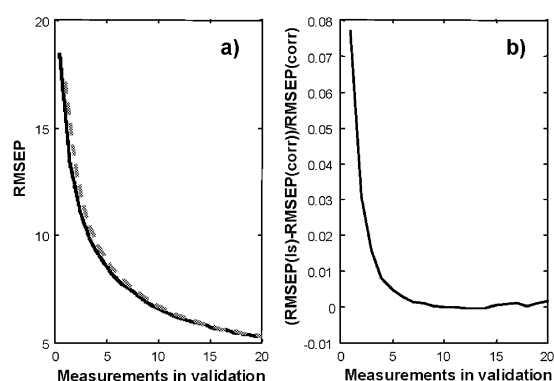 a)
RMSEP
20
15
10
5
0 5 10 15 20
Measurements in validation
b)
(RMSEP(ls)-RMSEP(corr))/RMSEP(corr)
0.08
0.07
0.06
0.05
0.04
0.03
0.02
0.01
0
-0.01
0 5 10 15 20
Measurements in validation